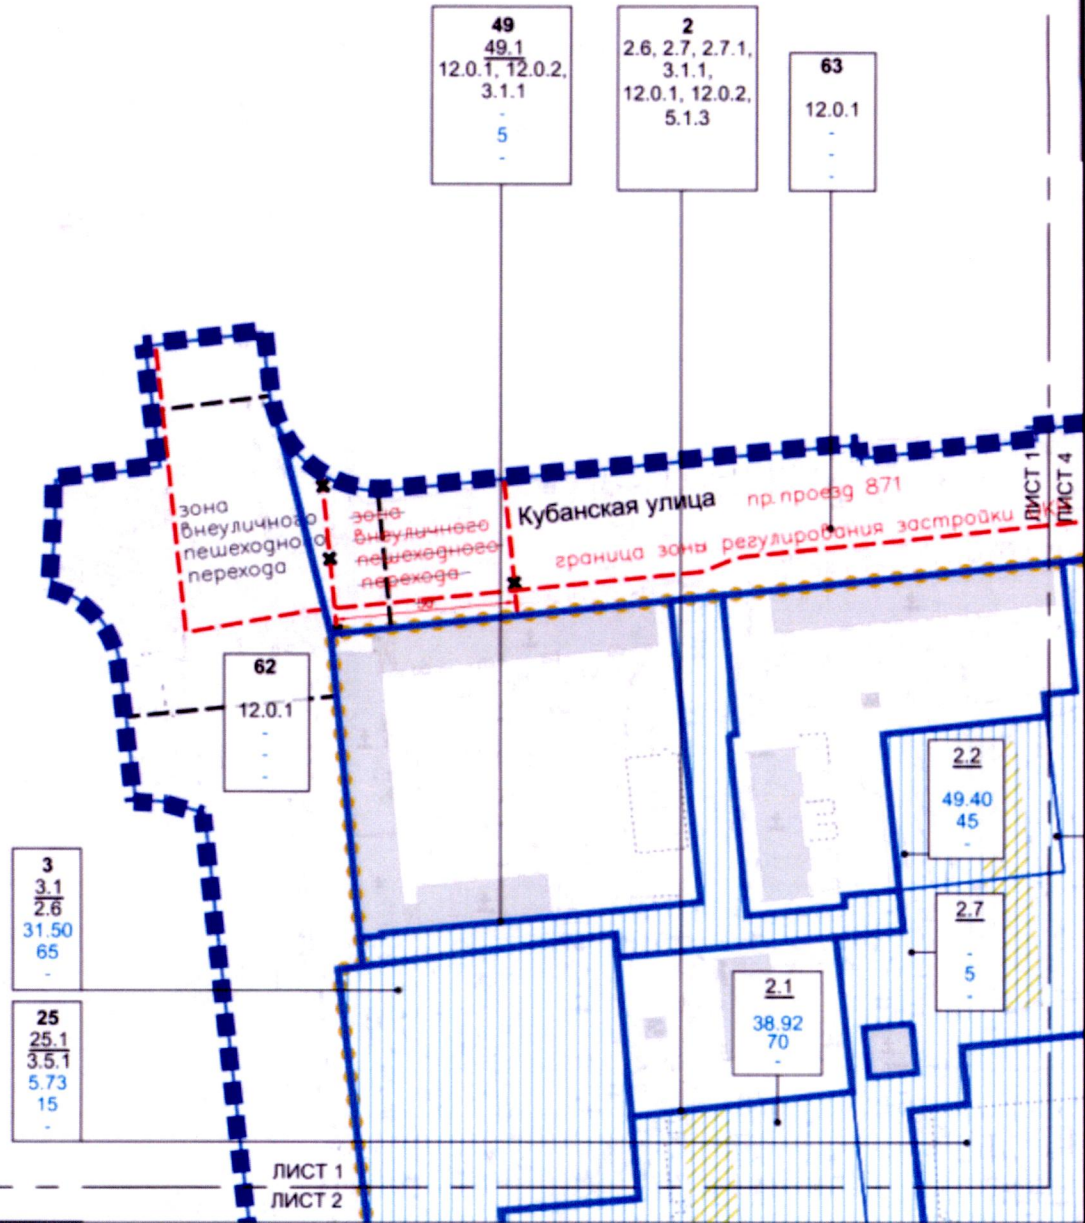 49
49.1
12.0.1, 12.0.2,
3.1.1
-
5
-
2
2.6, 2.7, 2.7.1,
3.1.1,
12.0.1, 12.0.2,
5.1.3
63
12.0.1
-
-
-
ЛИСТ 1
ЛИСТ 4
Кубанская улица
пр. проезд 871
граница зоны регулирования застройки
зона
внеуличного
пешеходного
перехода
зона
внеуличного
пешеходного
перехода
62
12.0.1
-
-
-
2.2
49.40
45
-
3
3.1
2.6
31.50
65
-
2.7
-
5
-
2.1
38.92
70
-
25
25.1
3.5.1
5.73
15
-
ЛИСТ 1
ЛИСТ 2